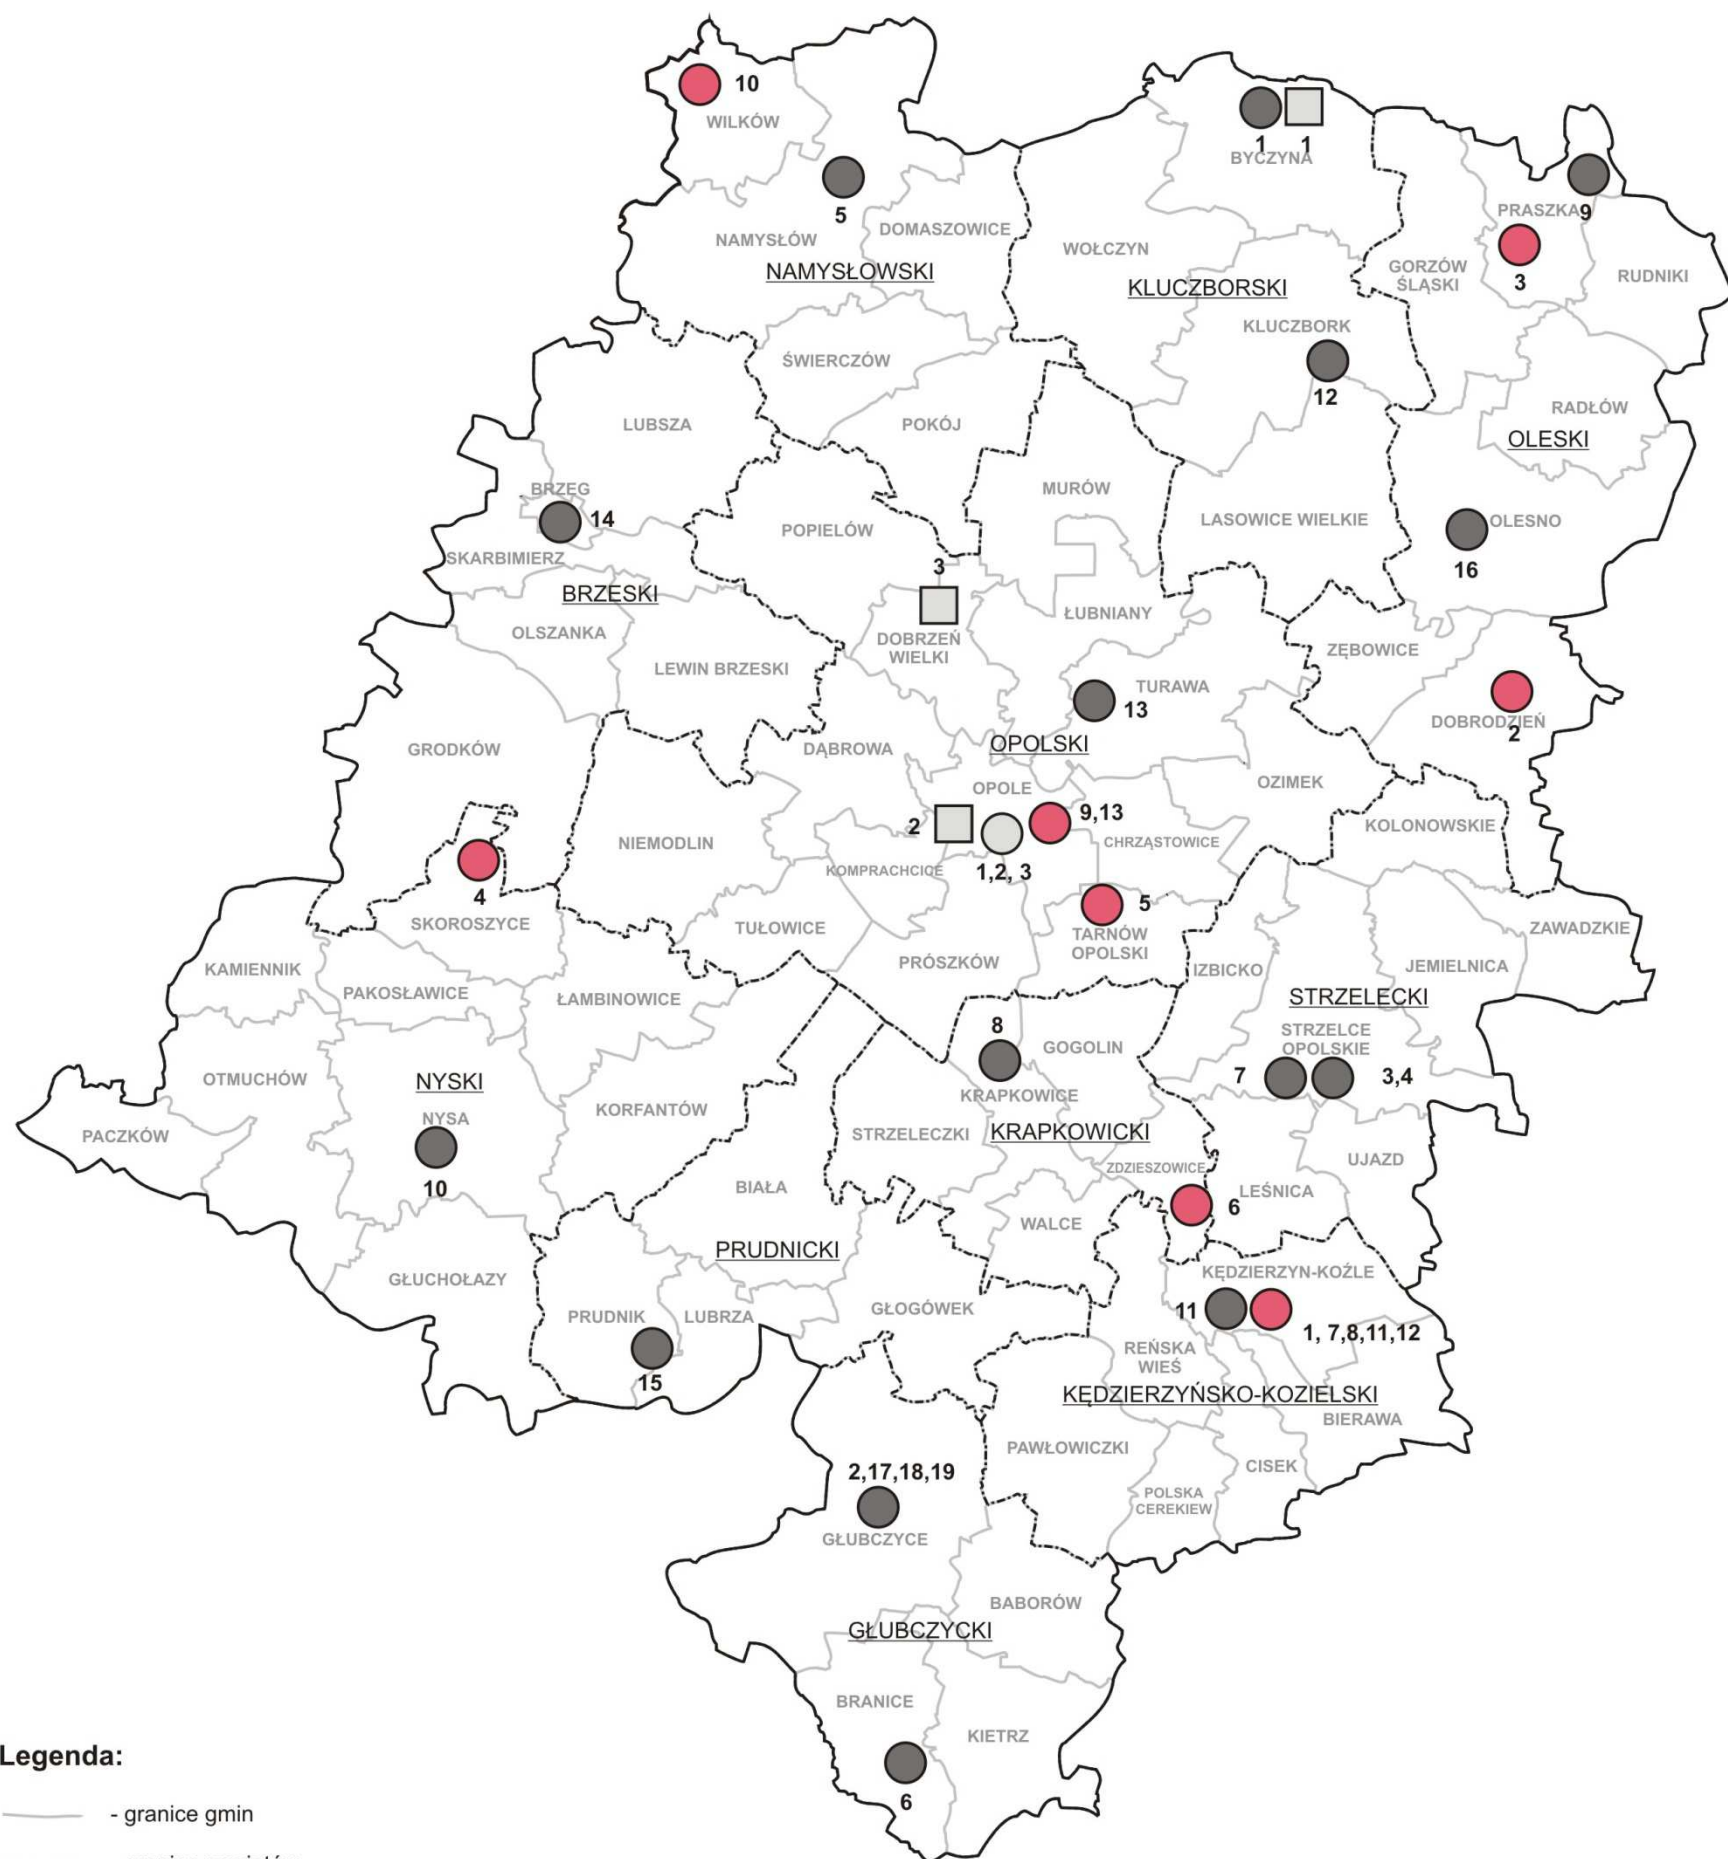 10
WILKÓW
1 1
BYCZYNA
5
PRASZKA 9
NAMYSŁÓW
DOMASZOWICE
NAMYSŁOWSKI
WOŁCZYN
KLUCZBORSKI
GORZÓW
ŚLĄSKI
3
RUDNIKI
KLUCZBORK
12
ŚWIERCZÓW
LUBSZA
POKÓJ
RADŁÓW
OLESKI
BRZEG
14
MURÓW
LASOWICE WIELKIE
OLESNO
16
POPIELÓW
SKARBIMIERZ
3
BRZESKI
OLSZANKA
DOBRZEŃ
WIELKI
ŁUBNIANY
LEWIN BRZESKI
ZĘBOWICE
TURAWA
13
DOBRODZIEŃ
2
GRODKÓW
DĄBROWA
OPOLSKI
OPOLE
OZIMEK
2
9,13
1,2, 3
NIEMODLIN
KOMPRACHCICE
CHRZĄSTOWICE
KOLONOWSKIE
4
SKOROSZYCE
TUŁOWICE
5
TARNÓW
OPOLSKI
PRÓSZKÓW
IZBICKO
JEMIELNICA
ZAWADZKIE
KAMIENNIK
PAKOSŁAWICE
ŁAMBINOWICE
STRZELECKI
STRZELCE
OPOLSKIE
8
GOGOLIN
7
3,4
OTMUCHÓW
NYSKI
NYSA
KORFANTÓW
KRAPKOWICE
PACZKÓW
STRZELECZKI
KRAPKOWICKI
10
ZDZIESZOWICE
UJAZD
BIAŁA
LEŚNICA
6
WALCE
PRUDNICKI
GŁUCHOŁAZY
KĘDZIERZYN-KOŹLE
PRUDNIK
LUBRZA
GŁOGÓWEK
11
1, 7,8,11,12
REŃSKA
WIEŚ
15
KĘDZIERZYŃSKO-KOZIELSKI
BIERAWA
PAWŁOWICZKI
CISEK
2,17,18,19
POLSKA
CEREKIEW
GŁUBCZYCE
BABORÓW
GŁUBCZYCKI
BRANICE
KIETRZ
6
Legenda:
- granice gmin